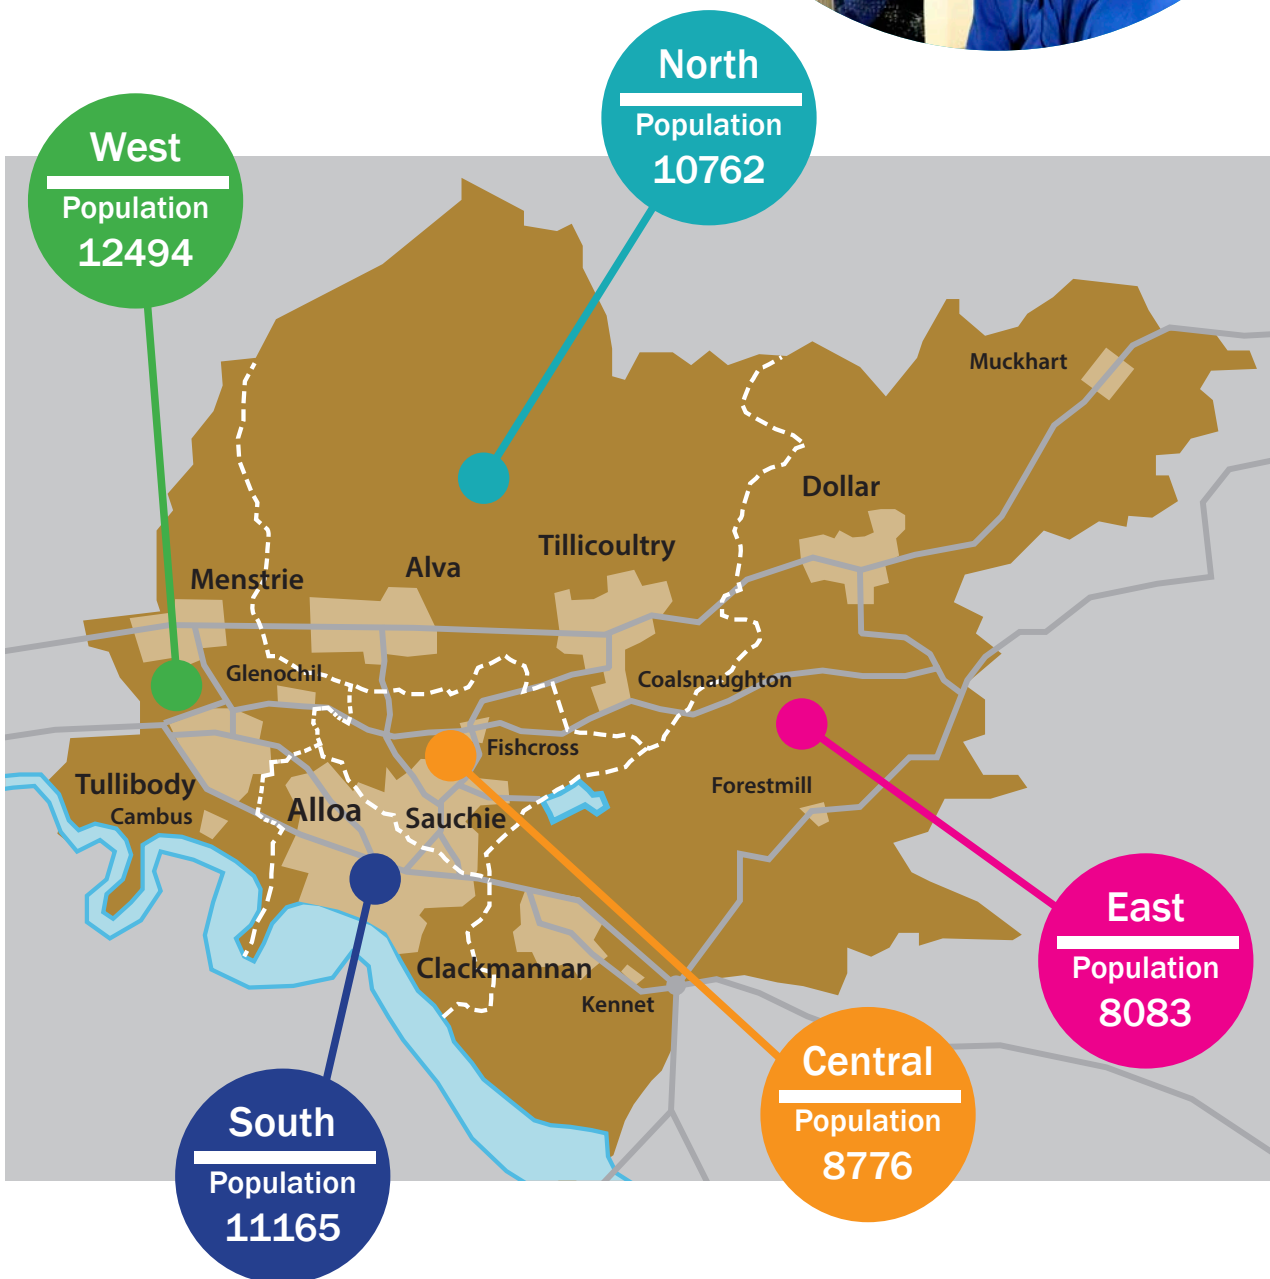 North
Population
10762
West
Population
12494
Muckhart
Dollar
Tillicoultry
Alva
Menstrie
Glenochil
Coalsnaughton
Fishcross
Tullibody
Cambus
Alloa
Sauchie
Forestmill
Clackmannan
Kennet
East
Population
8083
Central
Population
8776
South
Population
11165